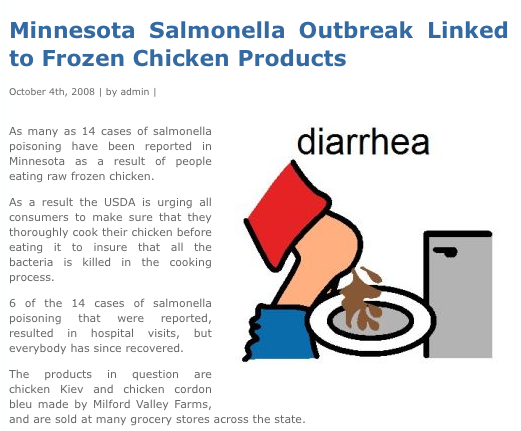 Minnesota Salmonella Outbreak Linked
to Frozen Chicken Products
October 4th, 2008 | by admin |
diarrhea
As many as 14 cases of salmonella
poisoning have been reported in
Minnesota as a result of people
eating raw frozen chicken.
As a result the USDA is urging all
consumers to make sure that they
thoroughly cook their chicken before
eating it to insure that all the
bacteria is killed in the cooking
process.
6 of the 14 cases of salmonella
poisoning that were reported,
resulted in hospital visits, but
everybody has since recovered.
The products in question are
chicken Kiev and chicken cordon
bleu made by Milford Valley Farms,
and are sold at many grocery stores across the state.